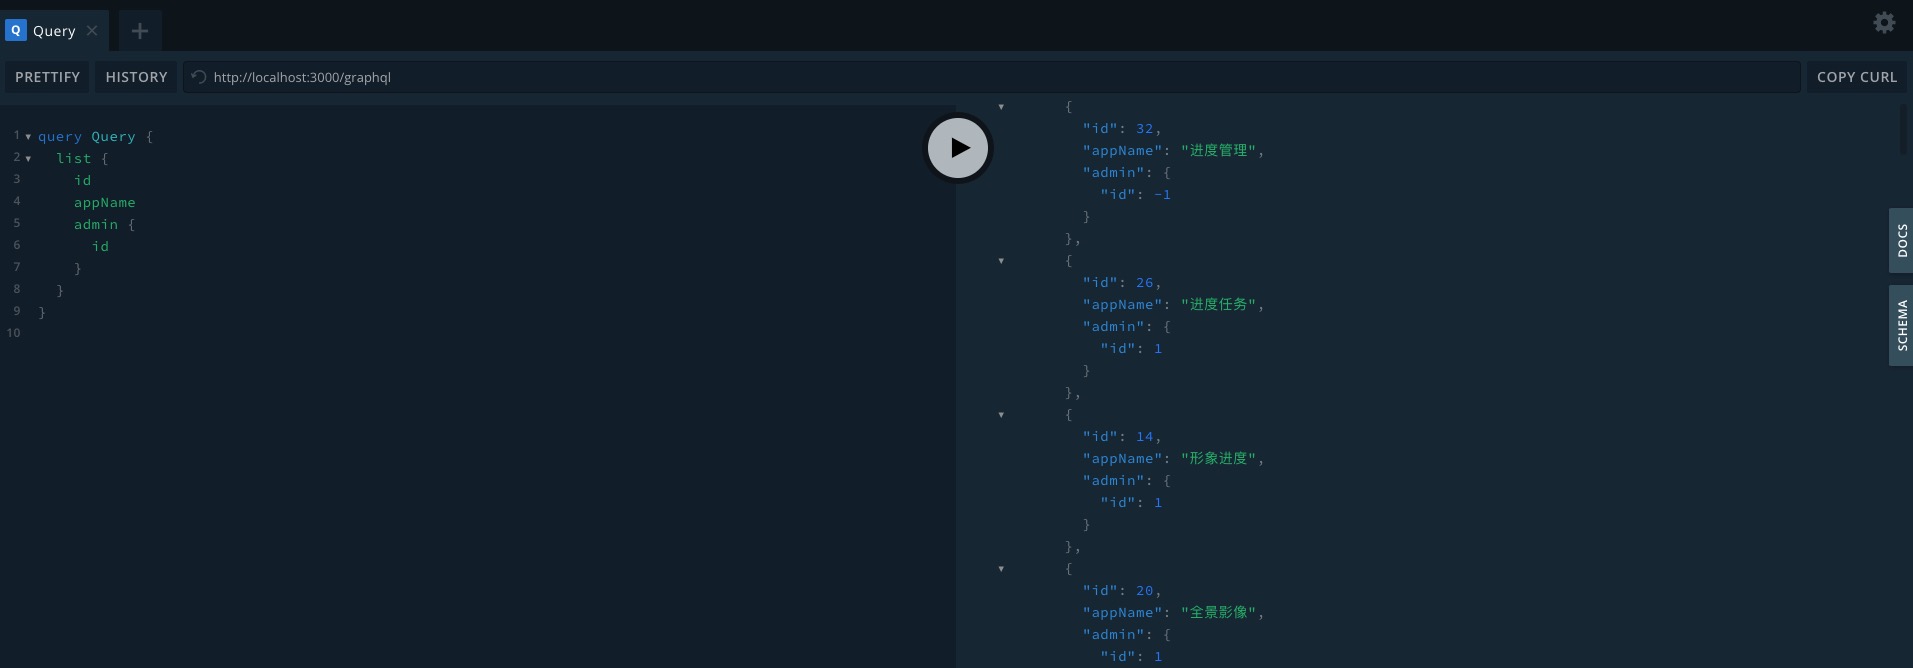 Q Query
PRETTIFY HISTORY http://localhost:3000/graphql COPY CURL
1 query Query {
2 list {
3 id
4 appName
5 admin {
6 id
7 }
8 }
9 }
10
{
"id": 32,
"appName": "进度管理",
"admin": {
"id": -1
}
},
{
"id": 26,
"appName": "进度任务",
"admin": {
"id": 1
}
},
{
"id": 14,
"appName": "形象进度",
"admin": {
"id": 1
}
},
{
"id": 20,
"appName": "全景影像",
"admin": {
"id": 1
DOCS
SCHEMA